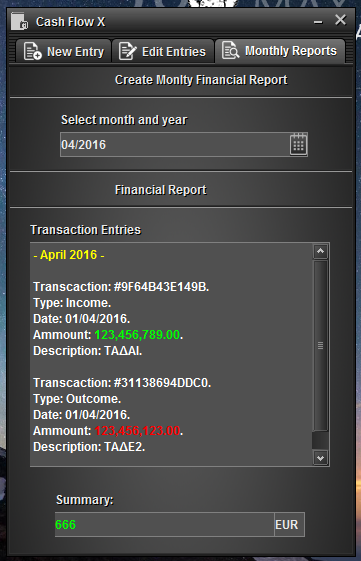 Cash Flow X
New Entry
Edit Entries
Monthly Reports
Create Monlty Financial Report
Select month and year
04/2016
Financial Report
Transaction Entries
- April 2016 -
Transcaction: #9F64B43E149B.
Type: Income.
Date: 01/04/2016.
Ammount: 123,456,789.00.
Description: ΤΑΔΑΙ.
Transcaction: #31138694DDC0.
Type: Outcome.
Date: 01/04/2016.
Ammount: 123,456,123.00.
Description: ΤΑΔΕ2.
Summary:
666
EUR